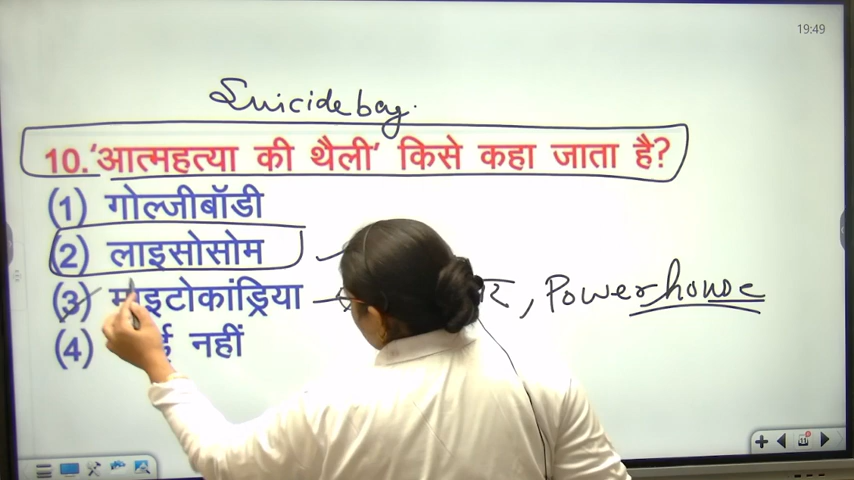 19:49
Suicide bag.
10.'आत्महत्या की थैली' किसे कहा जाता है?
(1) गोल्जीबॉडी
(2) लाइसोसोम
(3) माइटोकांड्रिया , Powerhouse
(4) नहीं